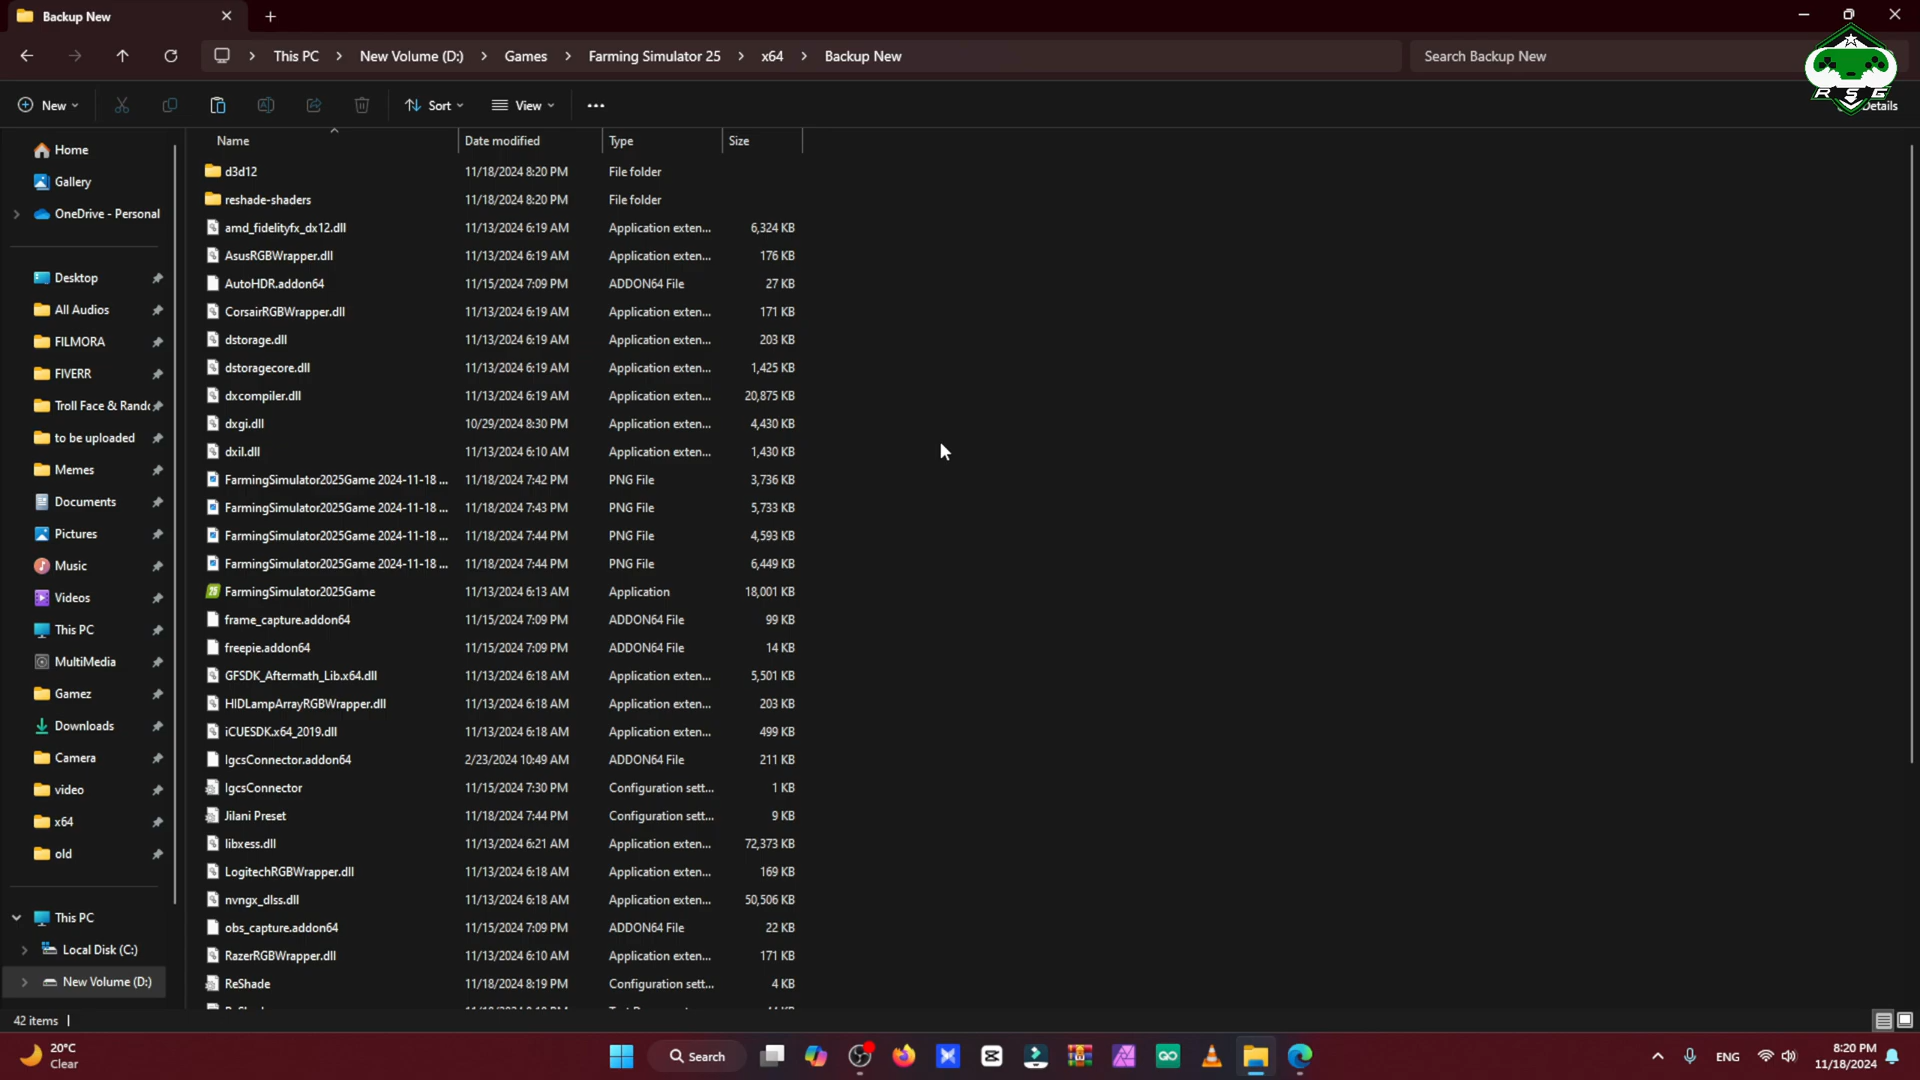 Backup New
This PC > New Volume (D:) > Games > Farming Simulator 25 > x64 > Backup New
Search Backup New
RSG
New
Sort
View
Details
Name Date modified Type Size
Home
Gallery
OneDrive - Personal
Desktop
All Audios
FILMORA
FIVERR
Troll Face & Rand
to be uploaded
Memes
Documents
Pictures
Music
Videos
This PC
MultiMedia
Gamez
Downloads
Camera
video
x64
old
This PC
Local Disk (C:)
New Volume (D:)
d3d12 11/18/2024 8:20 PM File folder
reshade-shaders 11/18/2024 8:20 PM File folder
amd_fidelityfx_dx12.dll 11/13/2024 6:19 AM Application exten... 6,324 KB
AsusRGBWrapper.dll 11/13/2024 6:19 AM Application exten... 176 KB
AutoHDR.addon64 11/15/2024 7:09 PM ADDON64 File 27 KB
CorsairRGBWrapper.dll 11/13/2024 6:19 AM Application exten... 171 KB
dstorage.dll 11/13/2024 6:19 AM Application exten... 203 KB
dstoragecore.dll 11/13/2024 6:19 AM Application exten... 1,425 KB
dxcompiler.dll 11/13/2024 6:19 AM Application exten... 20,875 KB
dxgi.dll 10/29/2024 8:30 PM Application exten... 4,430 KB
dxil.dll 11/13/2024 6:10 AM Application exten... 1,430 KB
FarmingSimulator2025Game 2024-11-18 ... 11/18/2024 7:42 PM PNG File 3,736 KB
FarmingSimulator2025Game 2024-11-18 ... 11/18/2024 7:43 PM PNG File 5,733 KB
FarmingSimulator2025Game 2024-11-18 ... 11/18/2024 7:44 PM PNG File 4,593 KB
FarmingSimulator2025Game 2024-11-18 ... 11/18/2024 7:44 PM PNG File 6,449 KB
FarmingSimulator2025Game 11/13/2024 6:13 AM Application 18,001 KB
frame_capture.addon64 11/15/2024 7:09 PM ADDON64 File 99 KB
freepie.addon64 11/15/2024 7:09 PM ADDON64 File 14 KB
GFSDK_Aftermath_Lib.x64.dll 11/13/2024 6:18 AM Application exten... 5,501 KB
HIDLampArrayRGBWrapper.dll 11/13/2024 6:18 AM Application exten... 203 KB
iCUESDK.x64_2019.dll 11/13/2024 6:18 AM Application exten... 499 KB
IgcsConnector.addon64 2/23/2024 10:49 AM ADDON64 File 211 KB
IgcsConnector 11/15/2024 7:30 PM Configuration sett... 1 KB
Jilani Preset 11/18/2024 7:44 PM Configuration sett... 9 KB
libxess.dll 11/13/2024 6:21 AM Application exten... 72,373 KB
LogitechRGBWrapper.dll 11/13/2024 6:18 AM Application exten... 169 KB
nvngx_dlss.dll 11/13/2024 6:18 AM Application exten... 50,506 KB
obs_capture.addon64 11/15/2024 7:09 PM ADDON64 File 22 KB
RazerRGBWrapper.dll 11/13/2024 6:10 AM Application exten... 171 KB
ReShade 11/18/2024 8:19 PM Configuration sett... 4 KB
42 items
20°C
Clear
Search
ENG
8:20 PM
11/18/2024